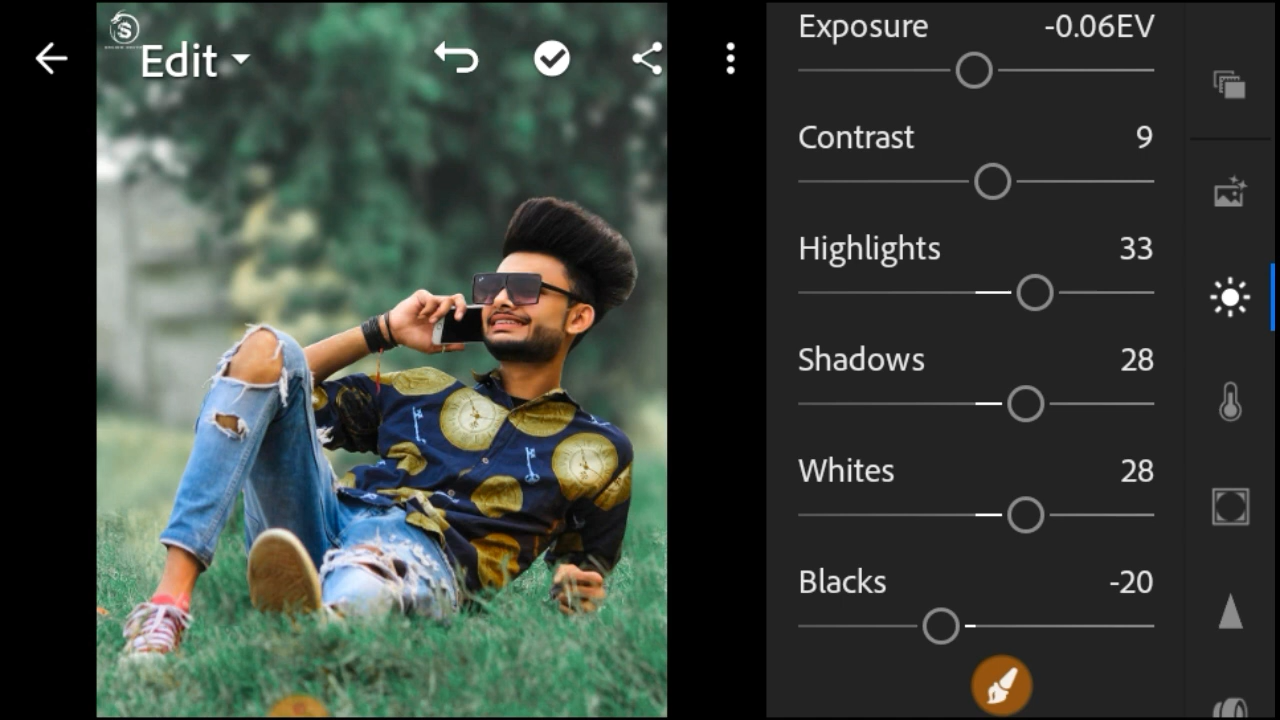 Edit
Exposure -0.06EV
Contrast 9
Highlights 33
Shadows 28
Whites 28
Blacks -20